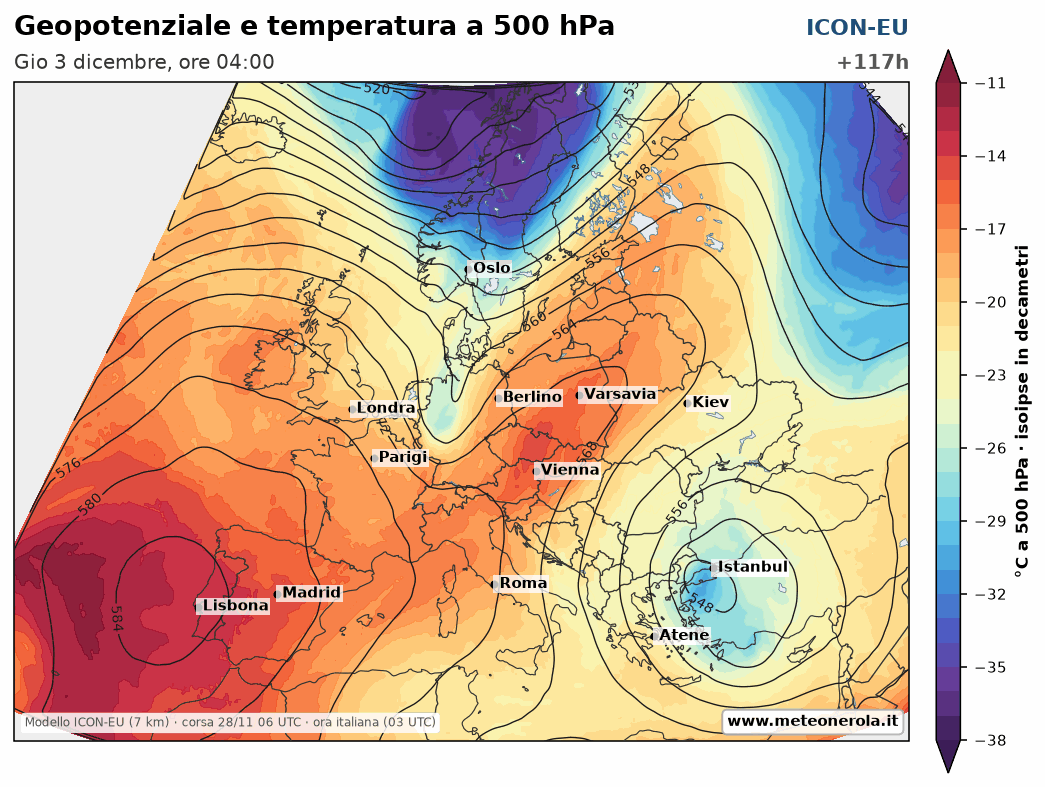 Geopotenziale e temperatura a 500 hPa
ICON-EU
Gio 3 dicembre, ore 04:00
+117h
520
544
548
556
Oslo
560
564
Berlino
Varsavia
Kiev
Londra
Parigi
568
Vienna
576
580
556
Istanbul
Roma
Madrid
548
Lisbona
584
Atene
Modello ICON-EU (7 km) · corsa 28/11 06 UTC · ora italiana (03 UTC)
www.meteonerola.it
−11
−14
−17
−20
−23
−26
−29
−32
−35
−38
°C a 500 hPa · isoipse in decametri